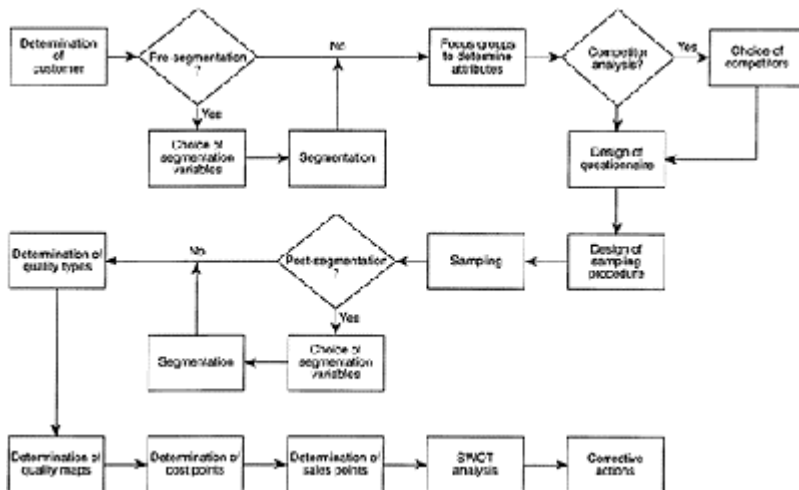 Determination
of
customer
Pre-segmentation
?
No
Yes
Choice of
segmentation
variables
Segmentation
Focus groups
to determine
attributes
Competitor
analysis?
Yes
Choice of
competitors
Design of
questionnaire
Design of
sampling
procedure
Sampling
Post-segmentation
?
No
Yes
Choice of
segmentation
variables
Segmentation
Determination of
quality types
Determination of
quality maps
Determination of
cost points
Determination of
sales points
SWOT
analysis
Corrective
actions